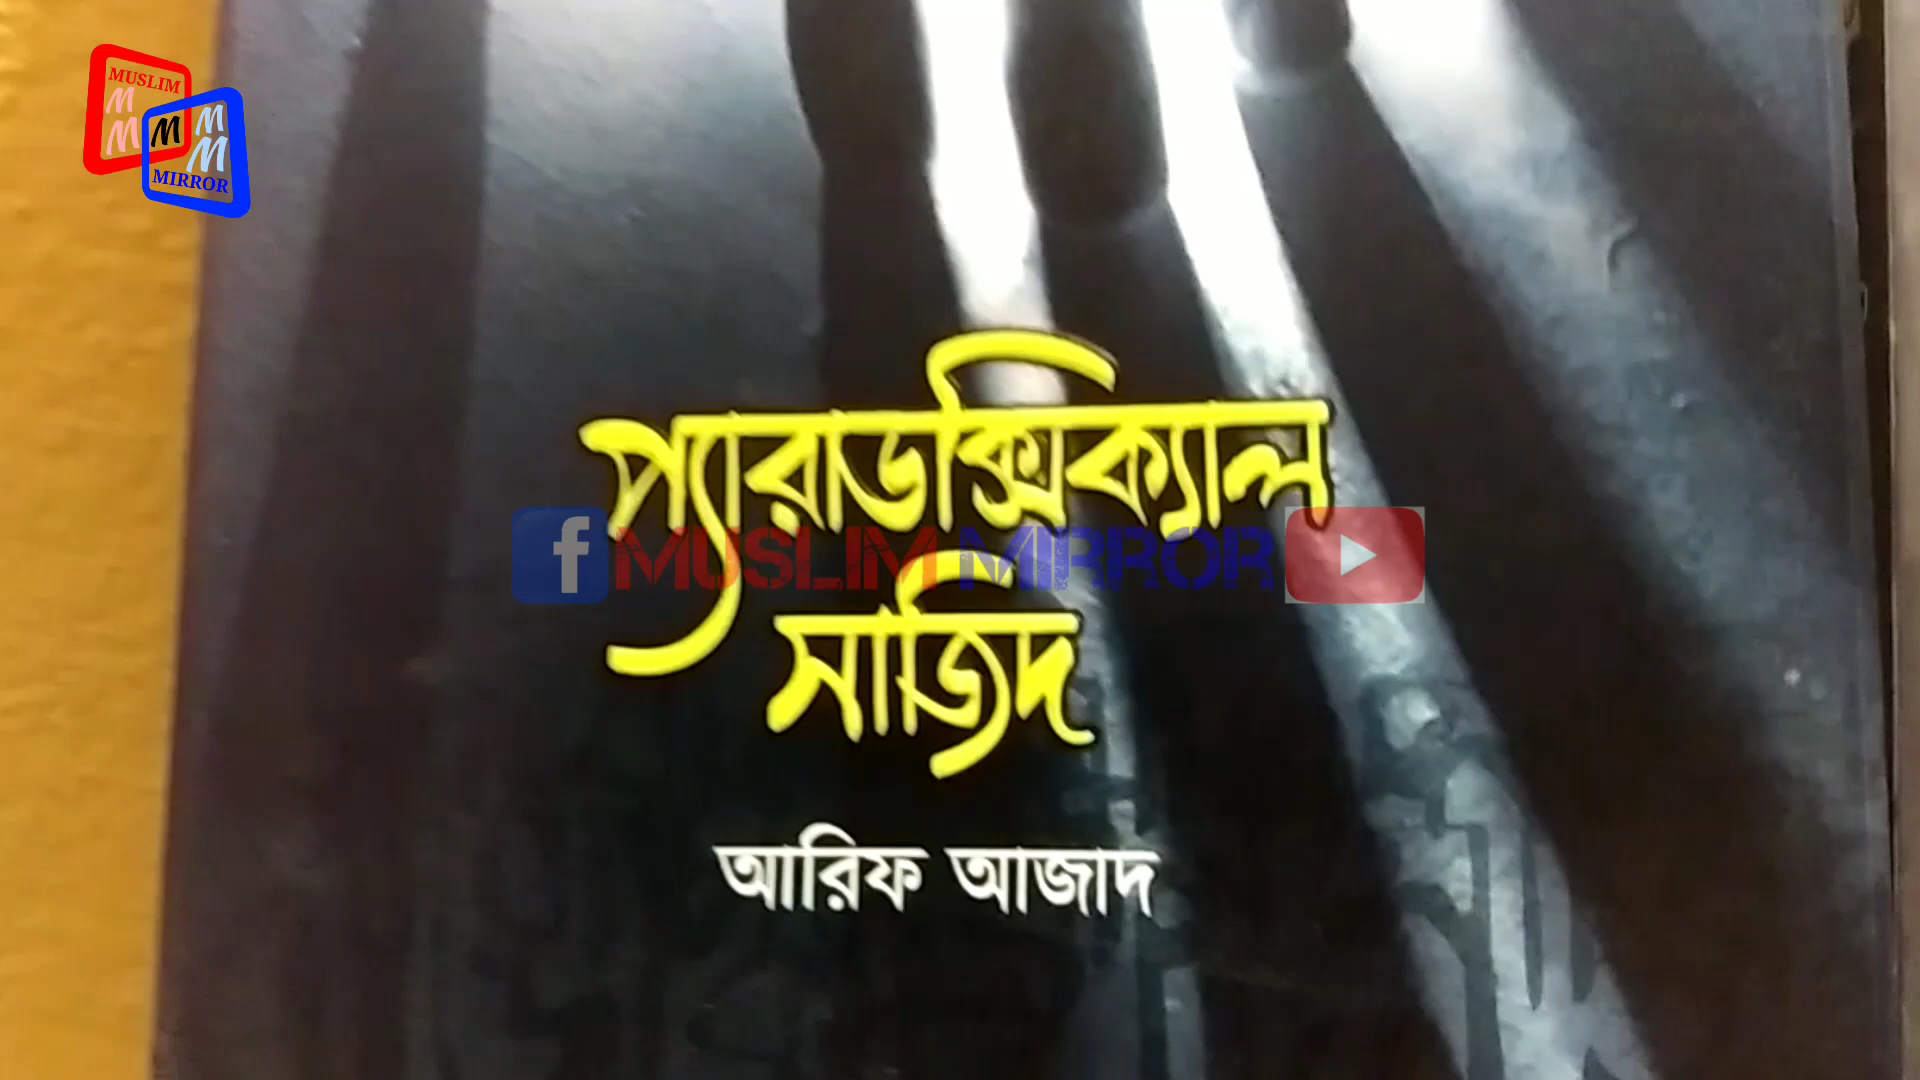 MUSLIM
M M
M M M
M
MIRROR
প্যারাডক্সিক্যাল
f MUSLIM MIRROR
সাজিদ
আরিফ আজাদ